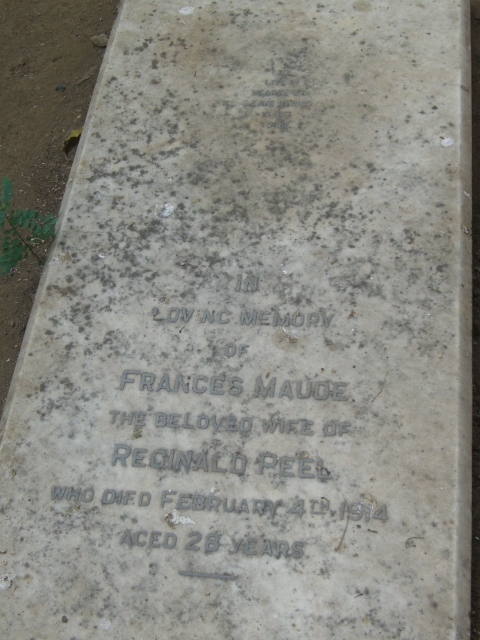 IN
LOVING MEMORY
OF
FRANCES MAUDE
THE BELOVED WIFE OF
REGINALD PEEL
WHO DIED FEBRUARY 4TH 1914
AGED 28 YEARS